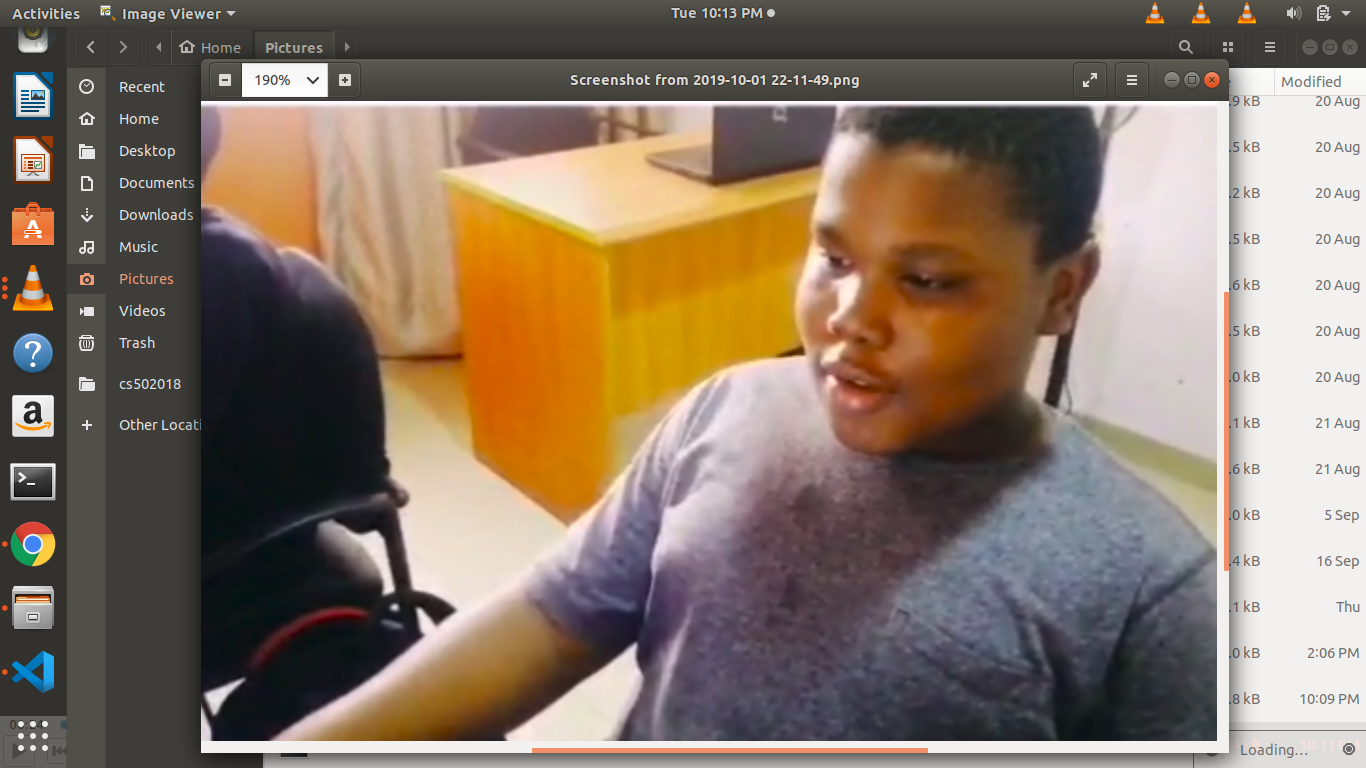 Activities
Image Viewer
Tue 10:13 PM
Home
Pictures
190%
Screenshot from 2019-10-01 22-11-49.png
Modified
Recent
Home
Desktop
Documents
Downloads
Music
Pictures
Videos
Trash
cs502018
Other Locati
.9 kB 20 Aug
.5 kB 20 Aug
.2 kB 20 Aug
.5 kB 20 Aug
.6 kB 20 Aug
.5 kB 20 Aug
.0 kB 20 Aug
.1 kB 21 Aug
.6 kB 21 Aug
.0 kB 5 Sep
.4 kB 16 Sep
.1 kB Thu
.0 kB 2:06 PM
.8 kB 10:09 PM
10:11 PM
Loading…